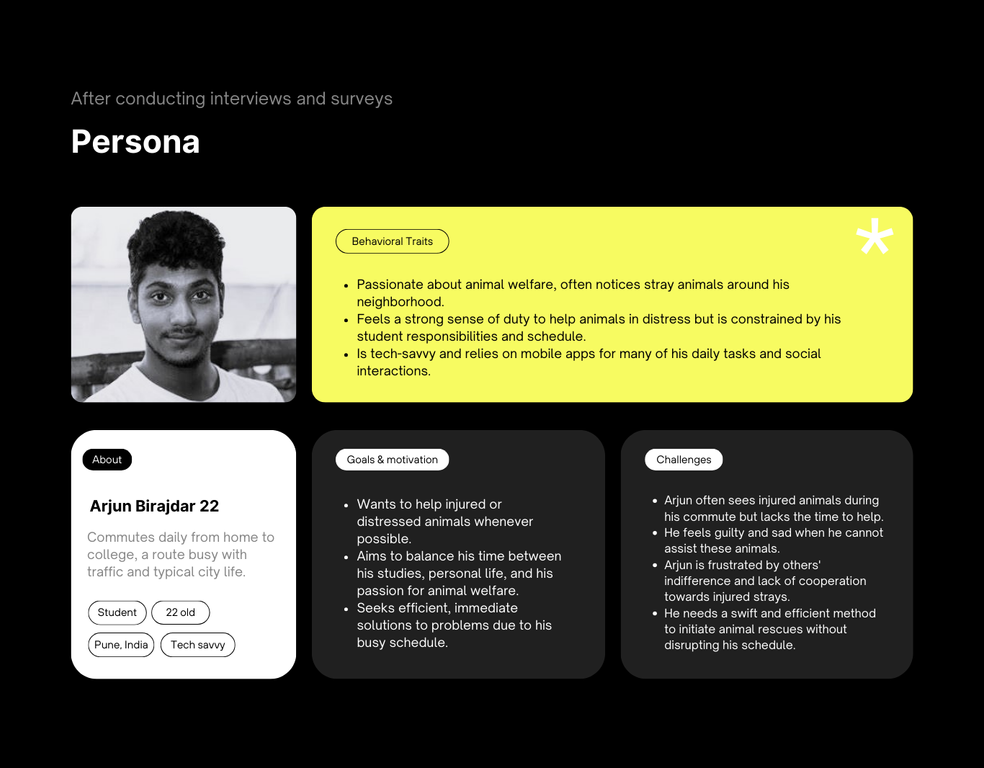 After conducting interviews and surveys
Persona
Behavioral Traits
• Passionate about animal welfare, often notices stray animals around his
neighborhood.
• Feels a strong sense of duty to help animals in distress but is constrained by his
student responsibilities and schedule.
• Is tech-savvy and relies on mobile apps for many of his daily tasks and social
interactions.
About
Arjun Birajdar 22
Commutes daily from home to
college, a route busy with
traffic and typical city life.
Student
22 old
Pune, India
Tech savvy
Goals & motivation
• Wants to help injured or
distressed animals whenever
possible.
• Aims to balance his time between
his studies, personal life, and his
passion for animal welfare.
• Seeks efficient, immediate
solutions to problems due to his
busy schedule.
Challenges
• Arjun often sees injured animals during
his commute but lacks the time to help.
• He feels guilty and sad when he cannot
assist these animals.
• Arjun is frustrated by others'
indifference and lack of cooperation
towards injured strays.
• He needs a swift and efficient method
to initiate animal rescues without
disrupting his schedule.